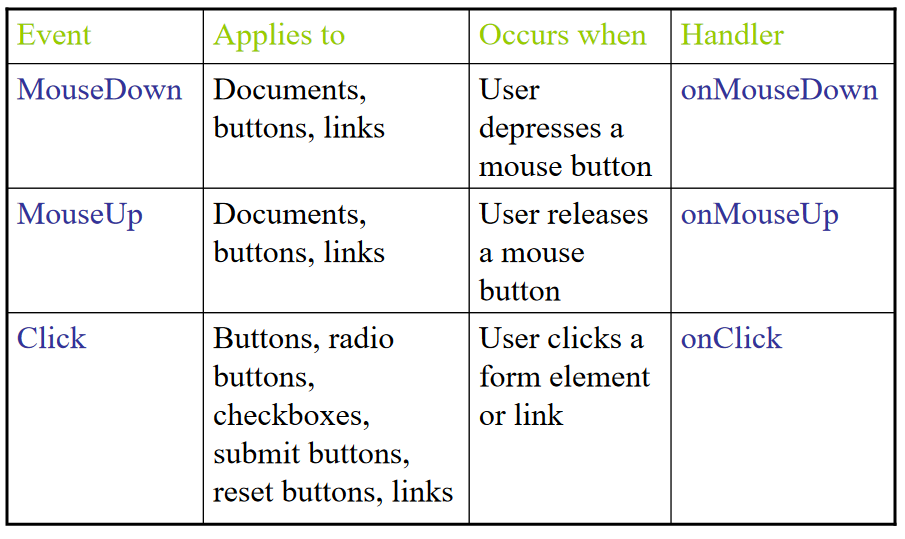 Event
Applies to
Occurs when
Handler
MouseDown
Documents,
buttons, links
User
depresses a
mouse button
onMouseDown
MouseUp
Documents,
buttons, links
User releases
a mouse
button
onMouseUp
Click
Buttons, radio
buttons,
checkboxes,
submit buttons,
reset buttons, links
User clicks a
form element
or link
onClick